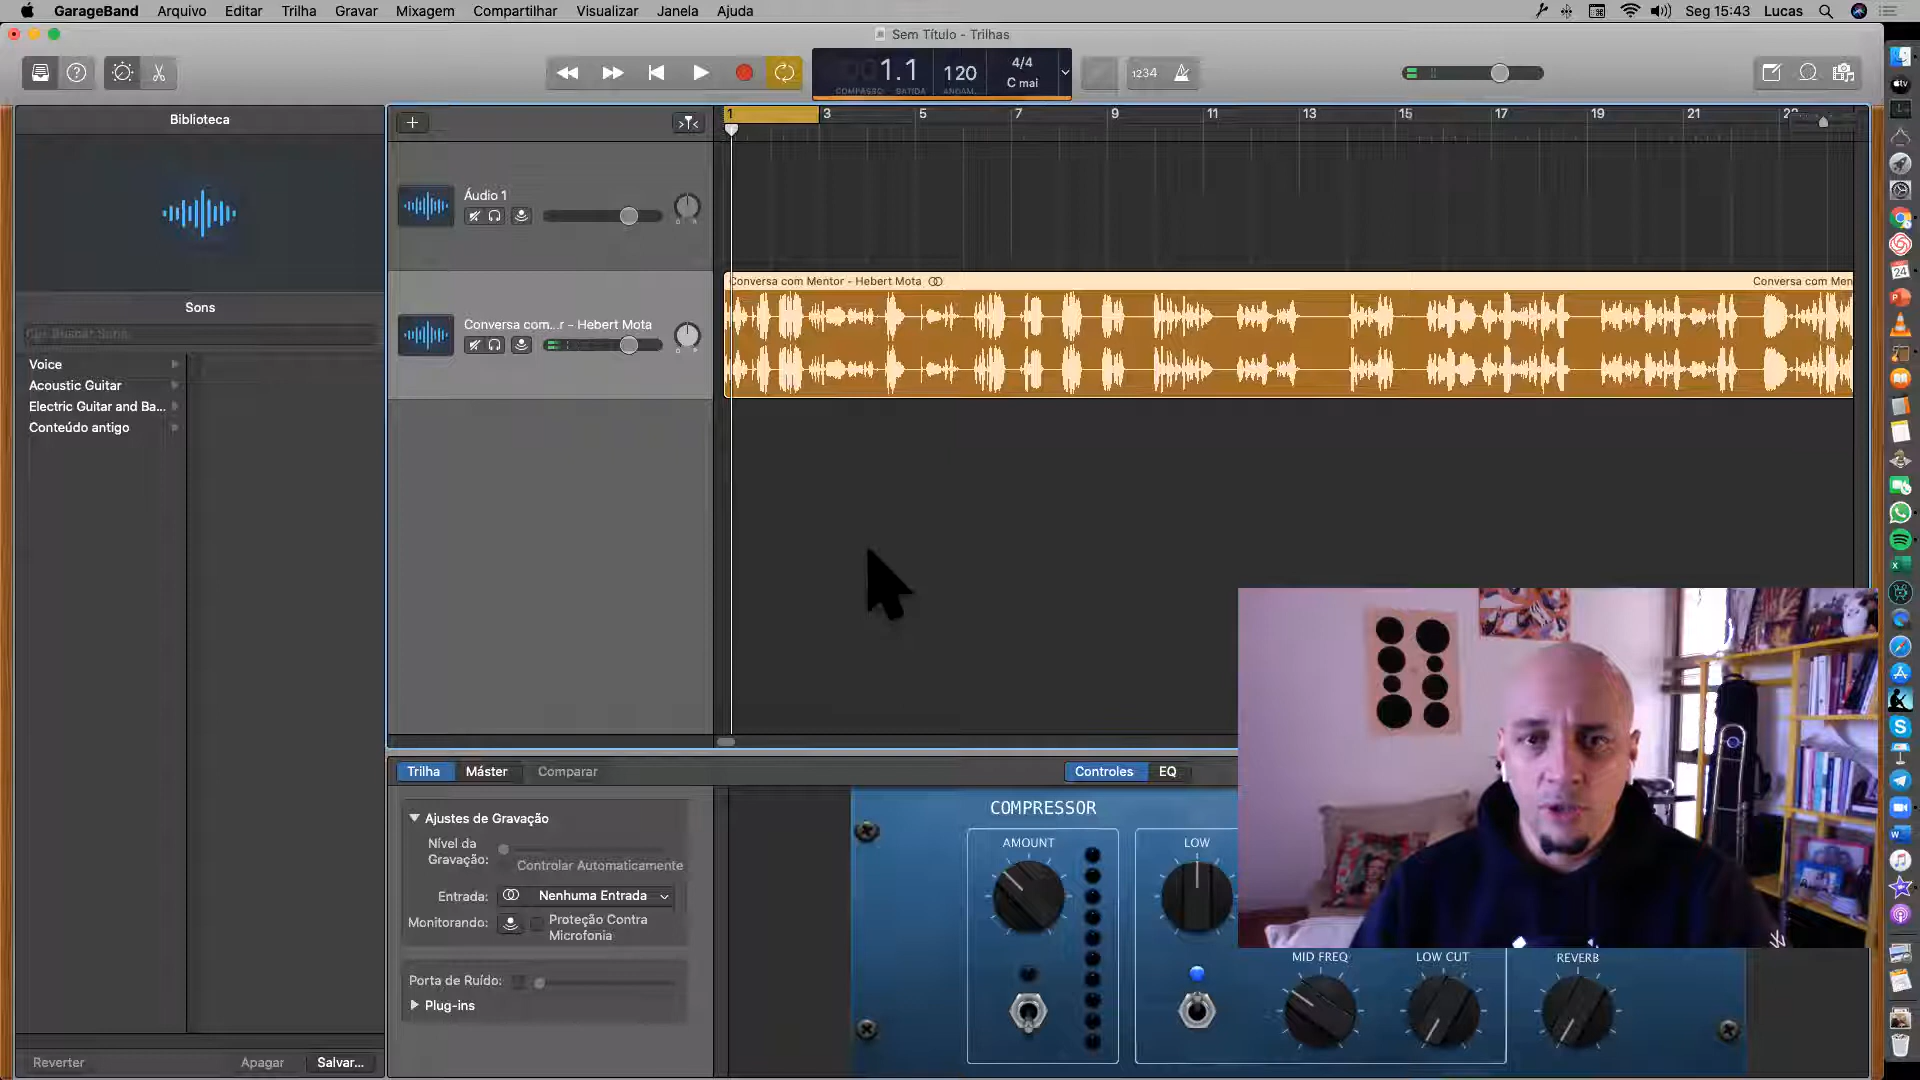 GarageBand Arquivo Editar Trilha Gravar Mixagem Compartilhar Visualizar Janela Ajuda Seg 15:43 Lucas
Sem Título - Trilhas
1.1 120 4/4
C mai
COMPASSO BATIDA ANDAM.
1234
Biblioteca
1 3 5 7 9 11 13 15 17 19 21
Áudio 1
Conversa com Mentor - Hebert Mota Conversa com Men
Sons
Conversa com...r - Hebert Mota
Buscar Sons
Voice
Acoustic Guitar
Electric Guitar and Ba...
Conteúdo antigo
Trilha Máster Comparar Controles EQ
COMPRESSOR
Ajustes de Gravação
AMOUNT LOW
Nível da
Gravação:
Controlar Automaticamente
Entrada: Nenhuma Entrada
Monitorando: Proteção Contra
Microfonia
MID FREQ LOW CUT REVERB
Porta de Ruído:
Plug-ins
Reverter Apagar Salvar...